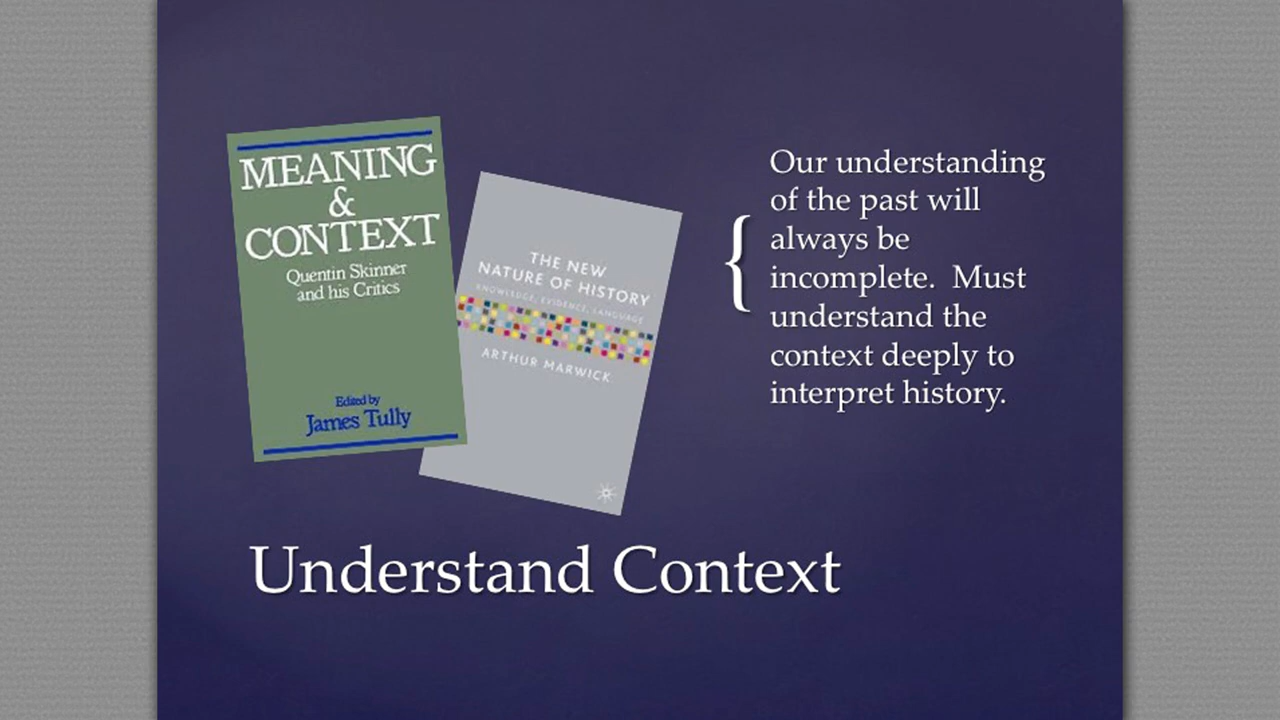 MEANING
&
CONTEXT
Quentin Skinner
and his Critics
Edited by
James Tully
THE NEW
NATURE OF HISTORY
KNOWLEDGE, EVIDENCE, LANGUAGE
ARTHUR MARWICK
{
Our understanding
of the past will
always be
incomplete.  Must
understand the
context deeply to
interpret history.
Understand Context